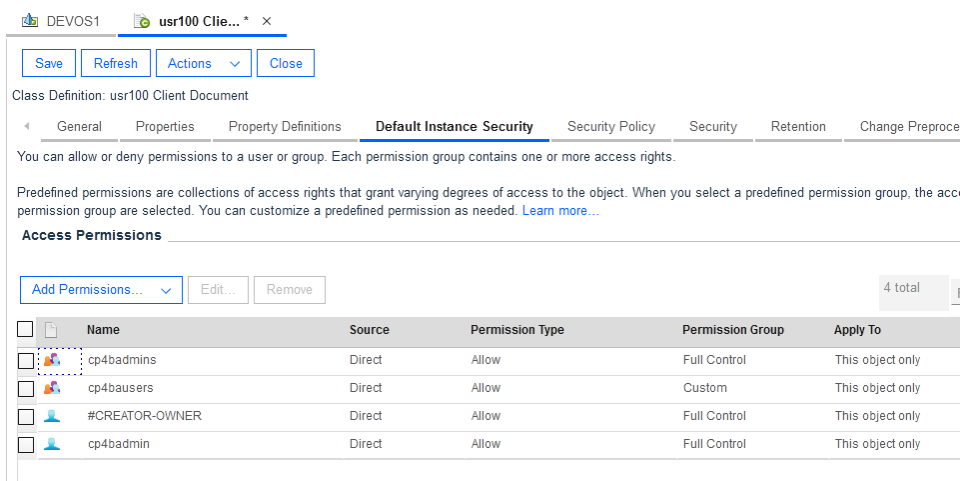 DEVOS1 usr100 Clie... * ×
Save Refresh Actions Close
Class Definition: usr100 Client Document
General Properties Property Definitions Default Instance Security Security Policy Security Retention Change Preproce
You can allow or deny permissions to a user or group. Each permission group contains one or more access rights.
Predefined permissions are collections of access rights that grant varying degrees of access to the object. When you select a predefined permission group, the acc
permission group are selected. You can customize a predefined permission as needed. Learn more...
Access Permissions
Add Permissions... Edit... Remove 4 total
Name Source Permission Type Permission Group Apply To
cp4badmins Direct Allow Full Control This object only
cp4bausers Direct Allow Custom This object only
#CREATOR-OWNER Direct Allow Full Control This object only
cp4badmin Direct Allow Full Control This object only